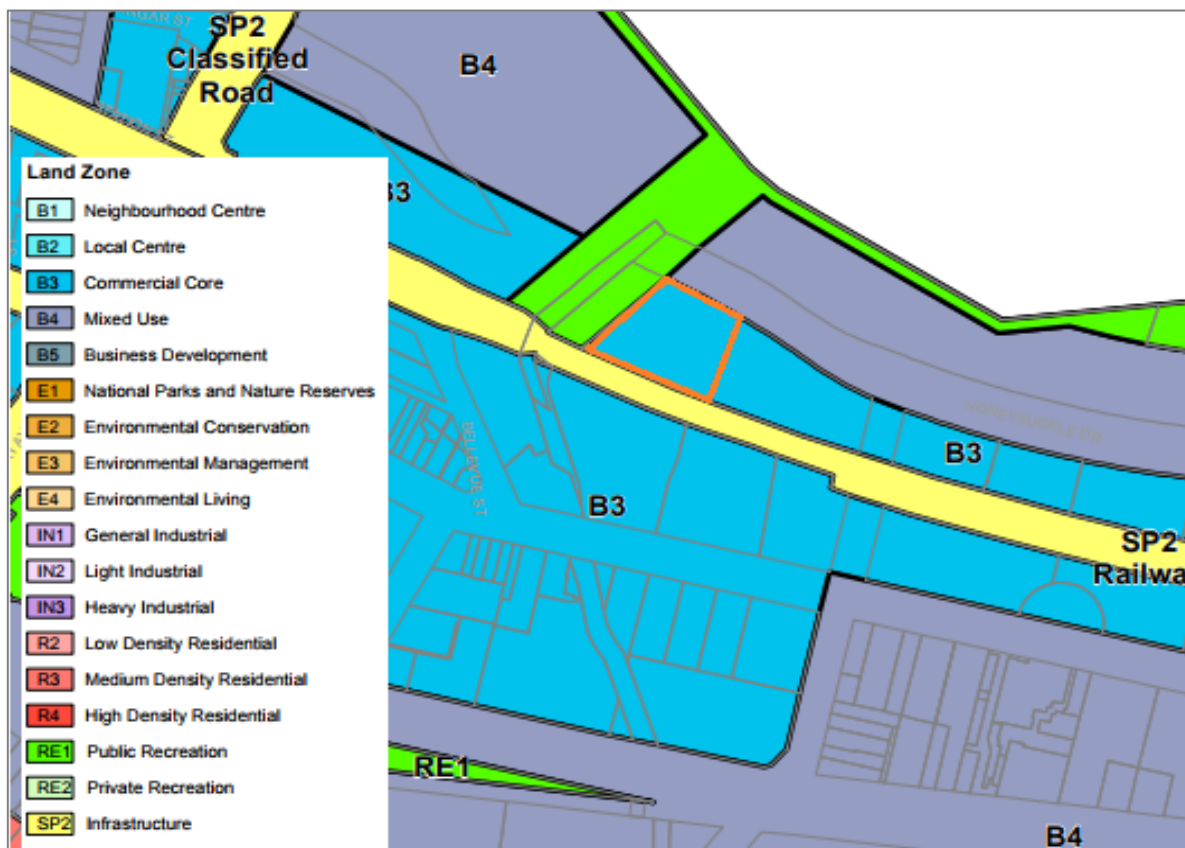 SP2
Classified
Road
B4
B3
Land Zone
B1 Neighbourhood Centre
B2 Local Centre
B3 Commercial Core
B4 Mixed Use
B5 Business Development
E1 National Parks and Nature Reserves
E2 Environmental Conservation
E3 Environmental Management
E4 Environmental Living
IN1 General Industrial
IN2 Light Industrial
IN3 Heavy Industrial
R2 Low Density Residential
R3 Medium Density Residential
R4 High Density Residential
RE1 Public Recreation
RE2 Private Recreation
SP2 Infrastructure
BELLEVUE ST
B3
B3
SP2
Railwa
RE1
B4